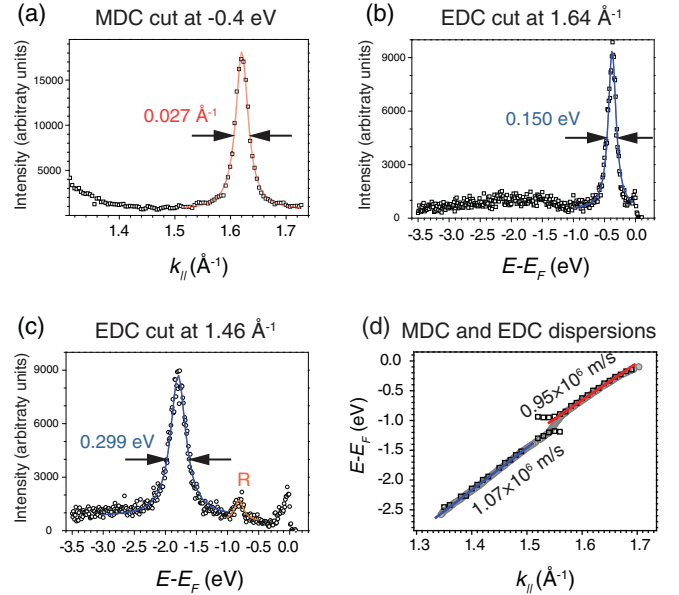 (a) MDC cut at -0.4 eV
Intensity (arbitraty units)
15000
10000
5000
0.027 Å⁻¹
1.4 1.5 1.6 1.7
k// (Å⁻¹)
(b) EDC cut at 1.64 Å⁻¹
Intensity (arbitraty units)
9000
6000
3000
0
0.150 eV
-3.5 -3.0 -2.5 -2.0 -1.5 -1.0 -0.5 0.0
E-EF (eV)
(c) EDC cut at 1.46 Å⁻¹
Intensity (arbitraty units)
9000
6000
3000
0
0.299 eV
R
-3.5 -3.0 -2.5 -2.0 -1.5 -1.0 -0.5 0.0
E-EF (eV)
(d) MDC and EDC dispersions
E-EF (eV)
0.0
-0.5
-1.0
-1.5
-2.0
-2.5
0.95×10⁶ m/s
1.07×10⁶ m/s
1.3 1.4 1.5 1.6 1.7
k// (Å⁻¹)